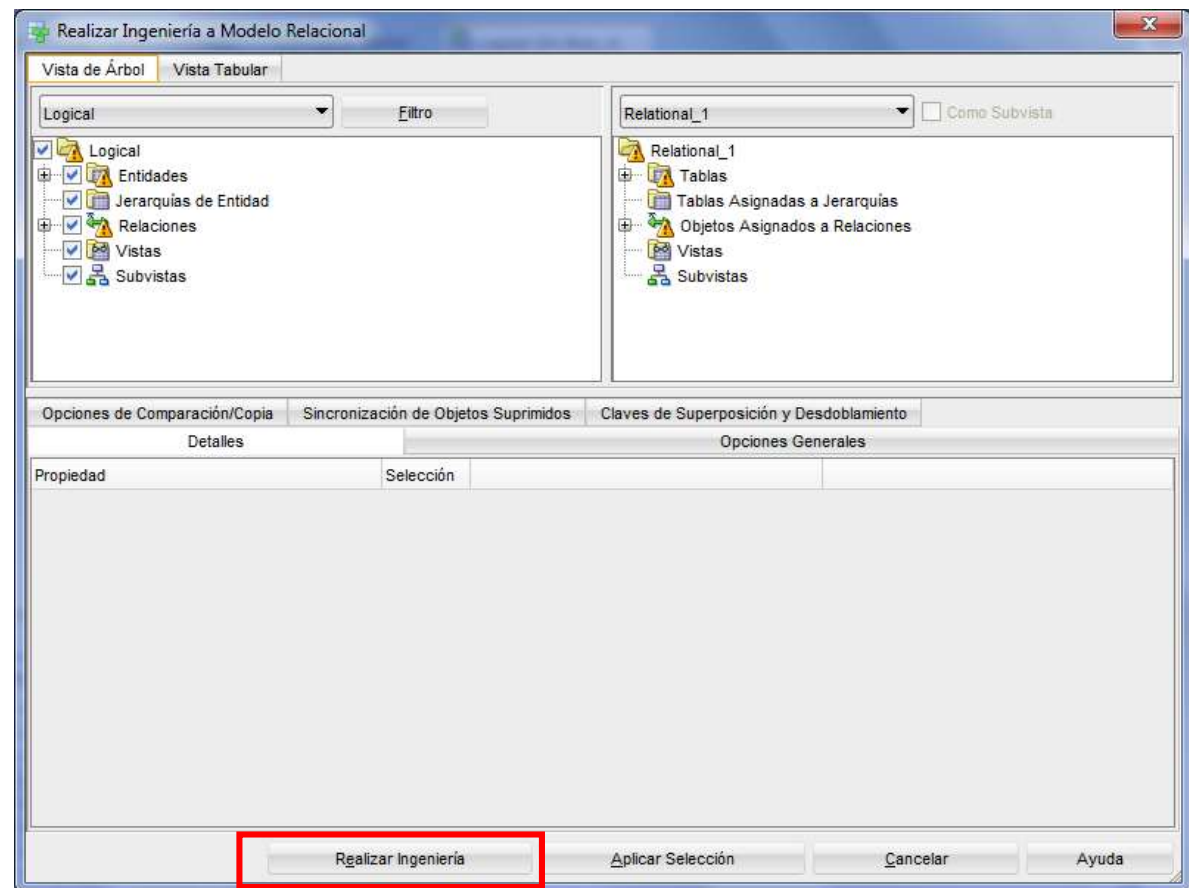 Realizar Ingeniería a Modelo Relacional
Vista de Árbol Vista Tabular
Logical Filtro Relational_1 Como Subvista
Logical Relational_1
Entidades Tablas
Jerarquías de Entidad Tablas Asignadas a Jerarquías
Relaciones Objetos Asignados a Relaciones
Vistas Vistas
Subvistas Subvistas
Opciones de Comparación/Copia Sincronización de Objetos Suprimidos Claves de Superposición y Desdoblamiento
Detalles Opciones Generales
Propiedad Selección
Realizar Ingeniería Aplicar Selección Cancelar Ayuda